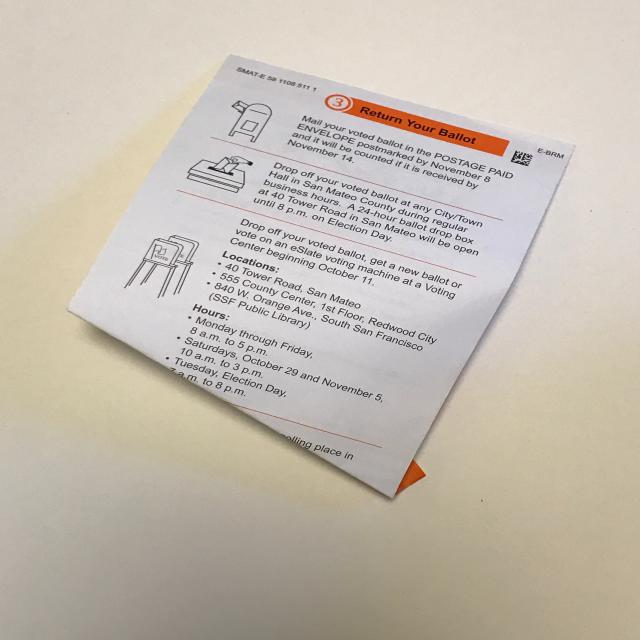 SMAT-E 58 1108 511 1
3 Return Your Ballot
E-BRM
Mail your voted ballot in the POSTAGE PAID
ENVELOPE postmarked by November 8
and it will be counted if it is received by
November 14.
Drop off your voted ballot at any City/Town
Hall in San Mateo County during regular
business hours. A 24-hour ballot drop box
at 40 Tower Road in San Mateo will be open
until 8 p.m. on Election Day.
Drop off your voted ballot, get a new ballot or
vote on an eSlate voting machine at a Voting
Center beginning October 11.
Locations:
• 40 Tower Road, San Mateo
• 555 County Center, 1st Floor, Redwood City
• 840 W. Orange Ave., South San Francisco
(SSF Public Library)
Hours:
• Monday through Friday,
8 a.m. to 5 p.m.
• Saturdays, October 29 and November 5,
10 a.m. to 3 p.m.
• Tuesday, Election Day,
a.m. to 8 p.m.
place in